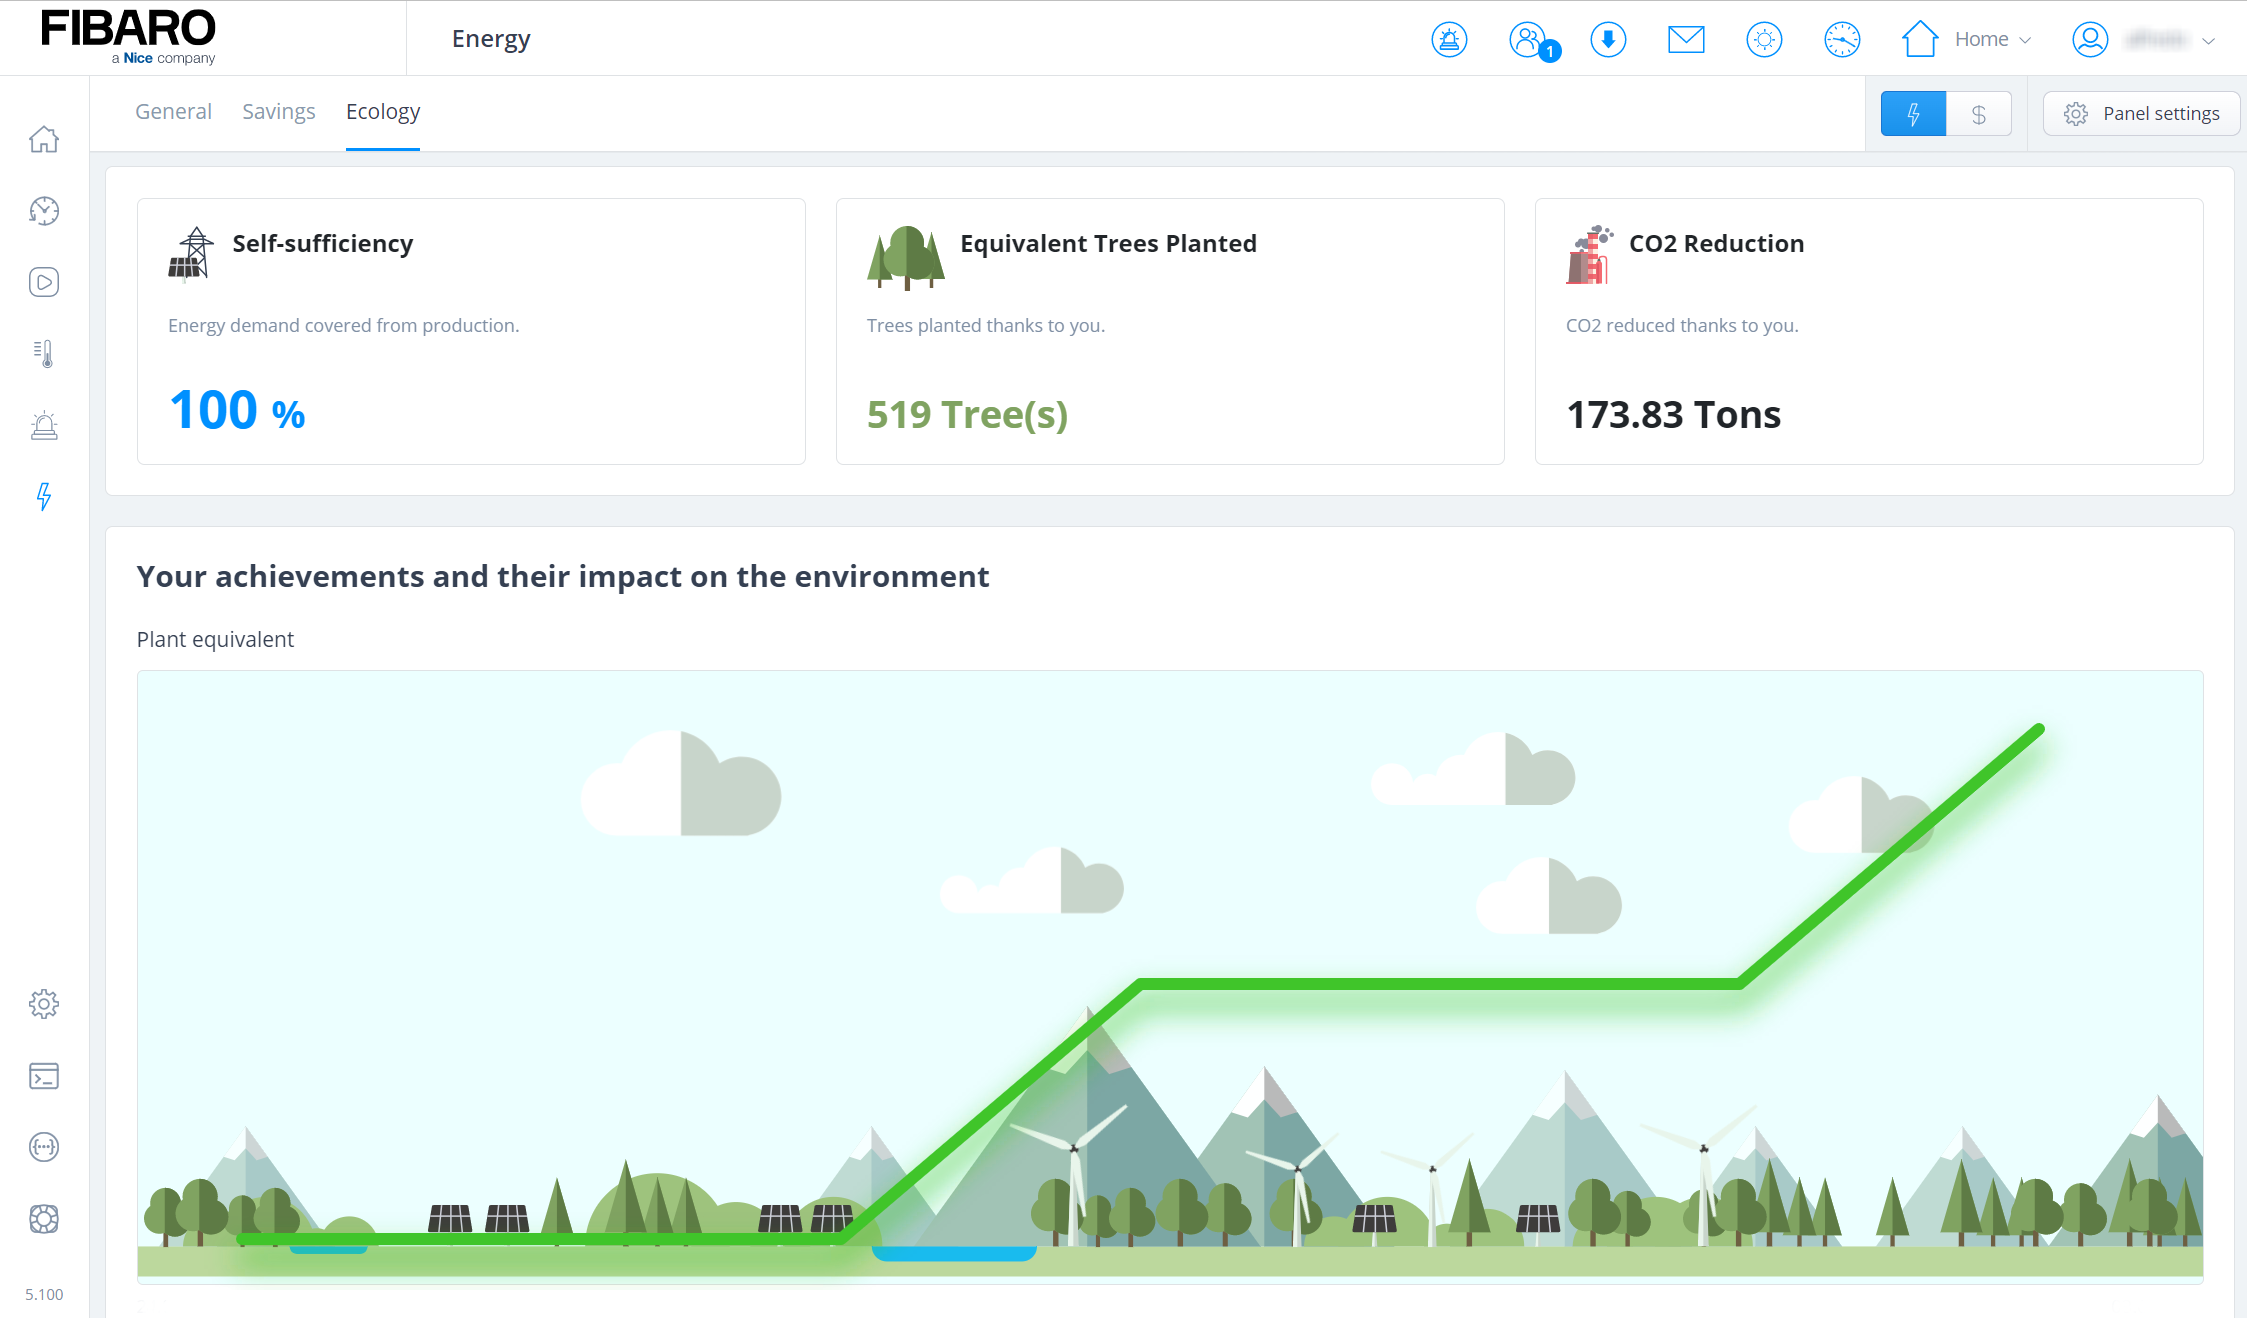 FIBARO
a Nice company
Energy
1
Home
General Savings Ecology
$
Panel settings
Self-sufficiency
Energy demand covered from production.
100 %
Equivalent Trees Planted
Trees planted thanks to you.
519 Tree(s)
CO2 Reduction
CO2 reduced thanks to you.
173.83 Tons
Your achievements and their impact on the environment
Plant equivalent
5.100